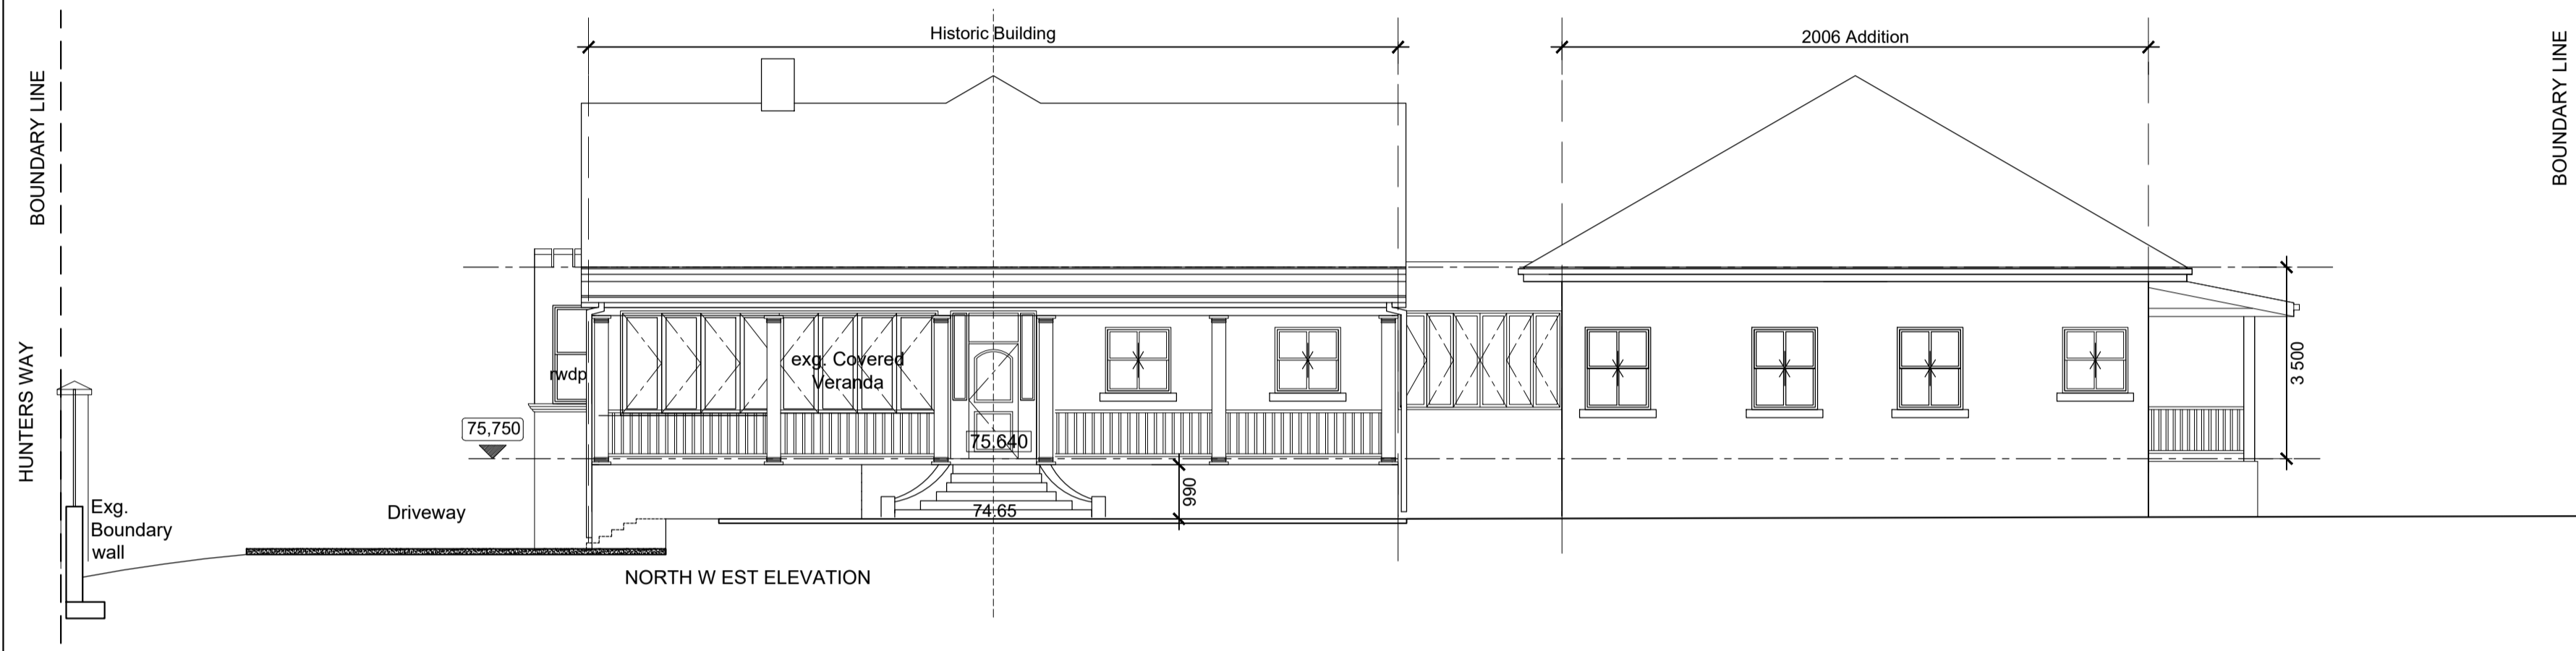 Historic Building
2006 Addition
BOUNDARY LINE
BOUNDARY LINE
HUNTERS WAY
exg. Covered
Veranda
rwdp
3 500
75,750
75.640
990
74.65
Exg.
Boundary
wall
Driveway
NORTH W EST ELEVATION